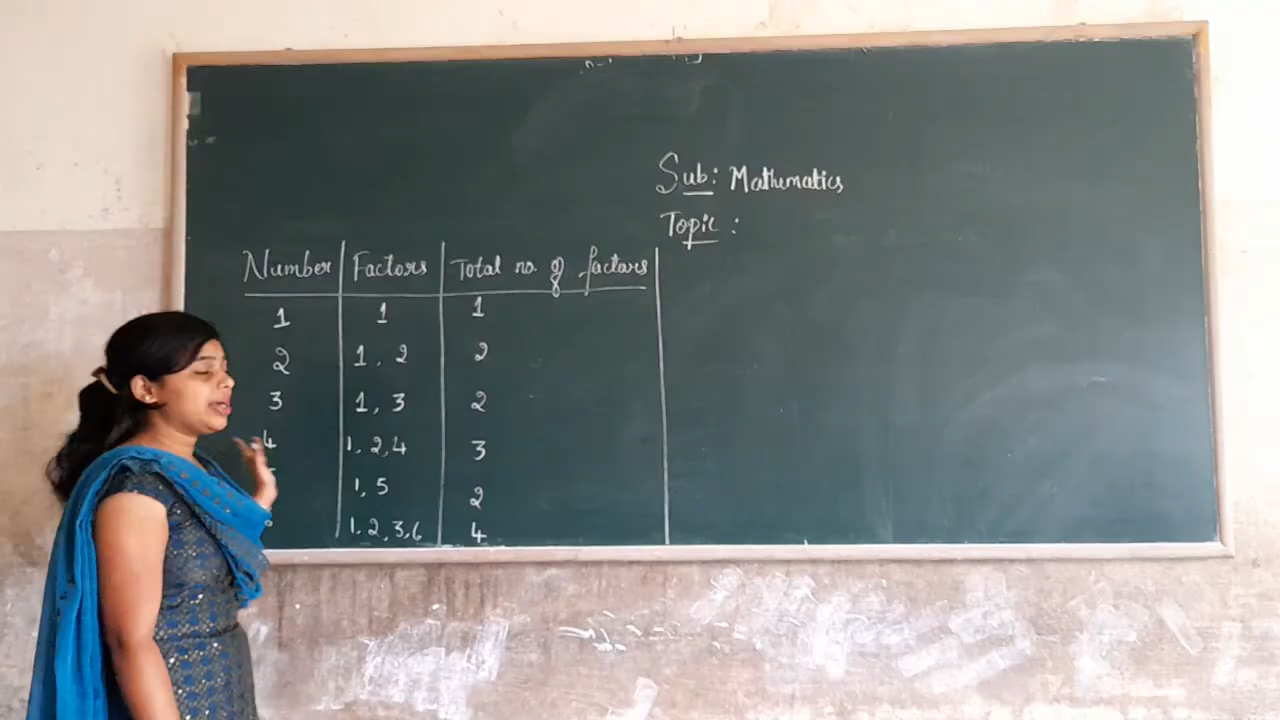 Sub: Mathematics
Topic :
Number Factors Total no. of factors
1 1 1
2 1, 2 2
3 1, 3 2
4 1, 2, 4 3
1, 5 2
1, 2, 3, 6 4